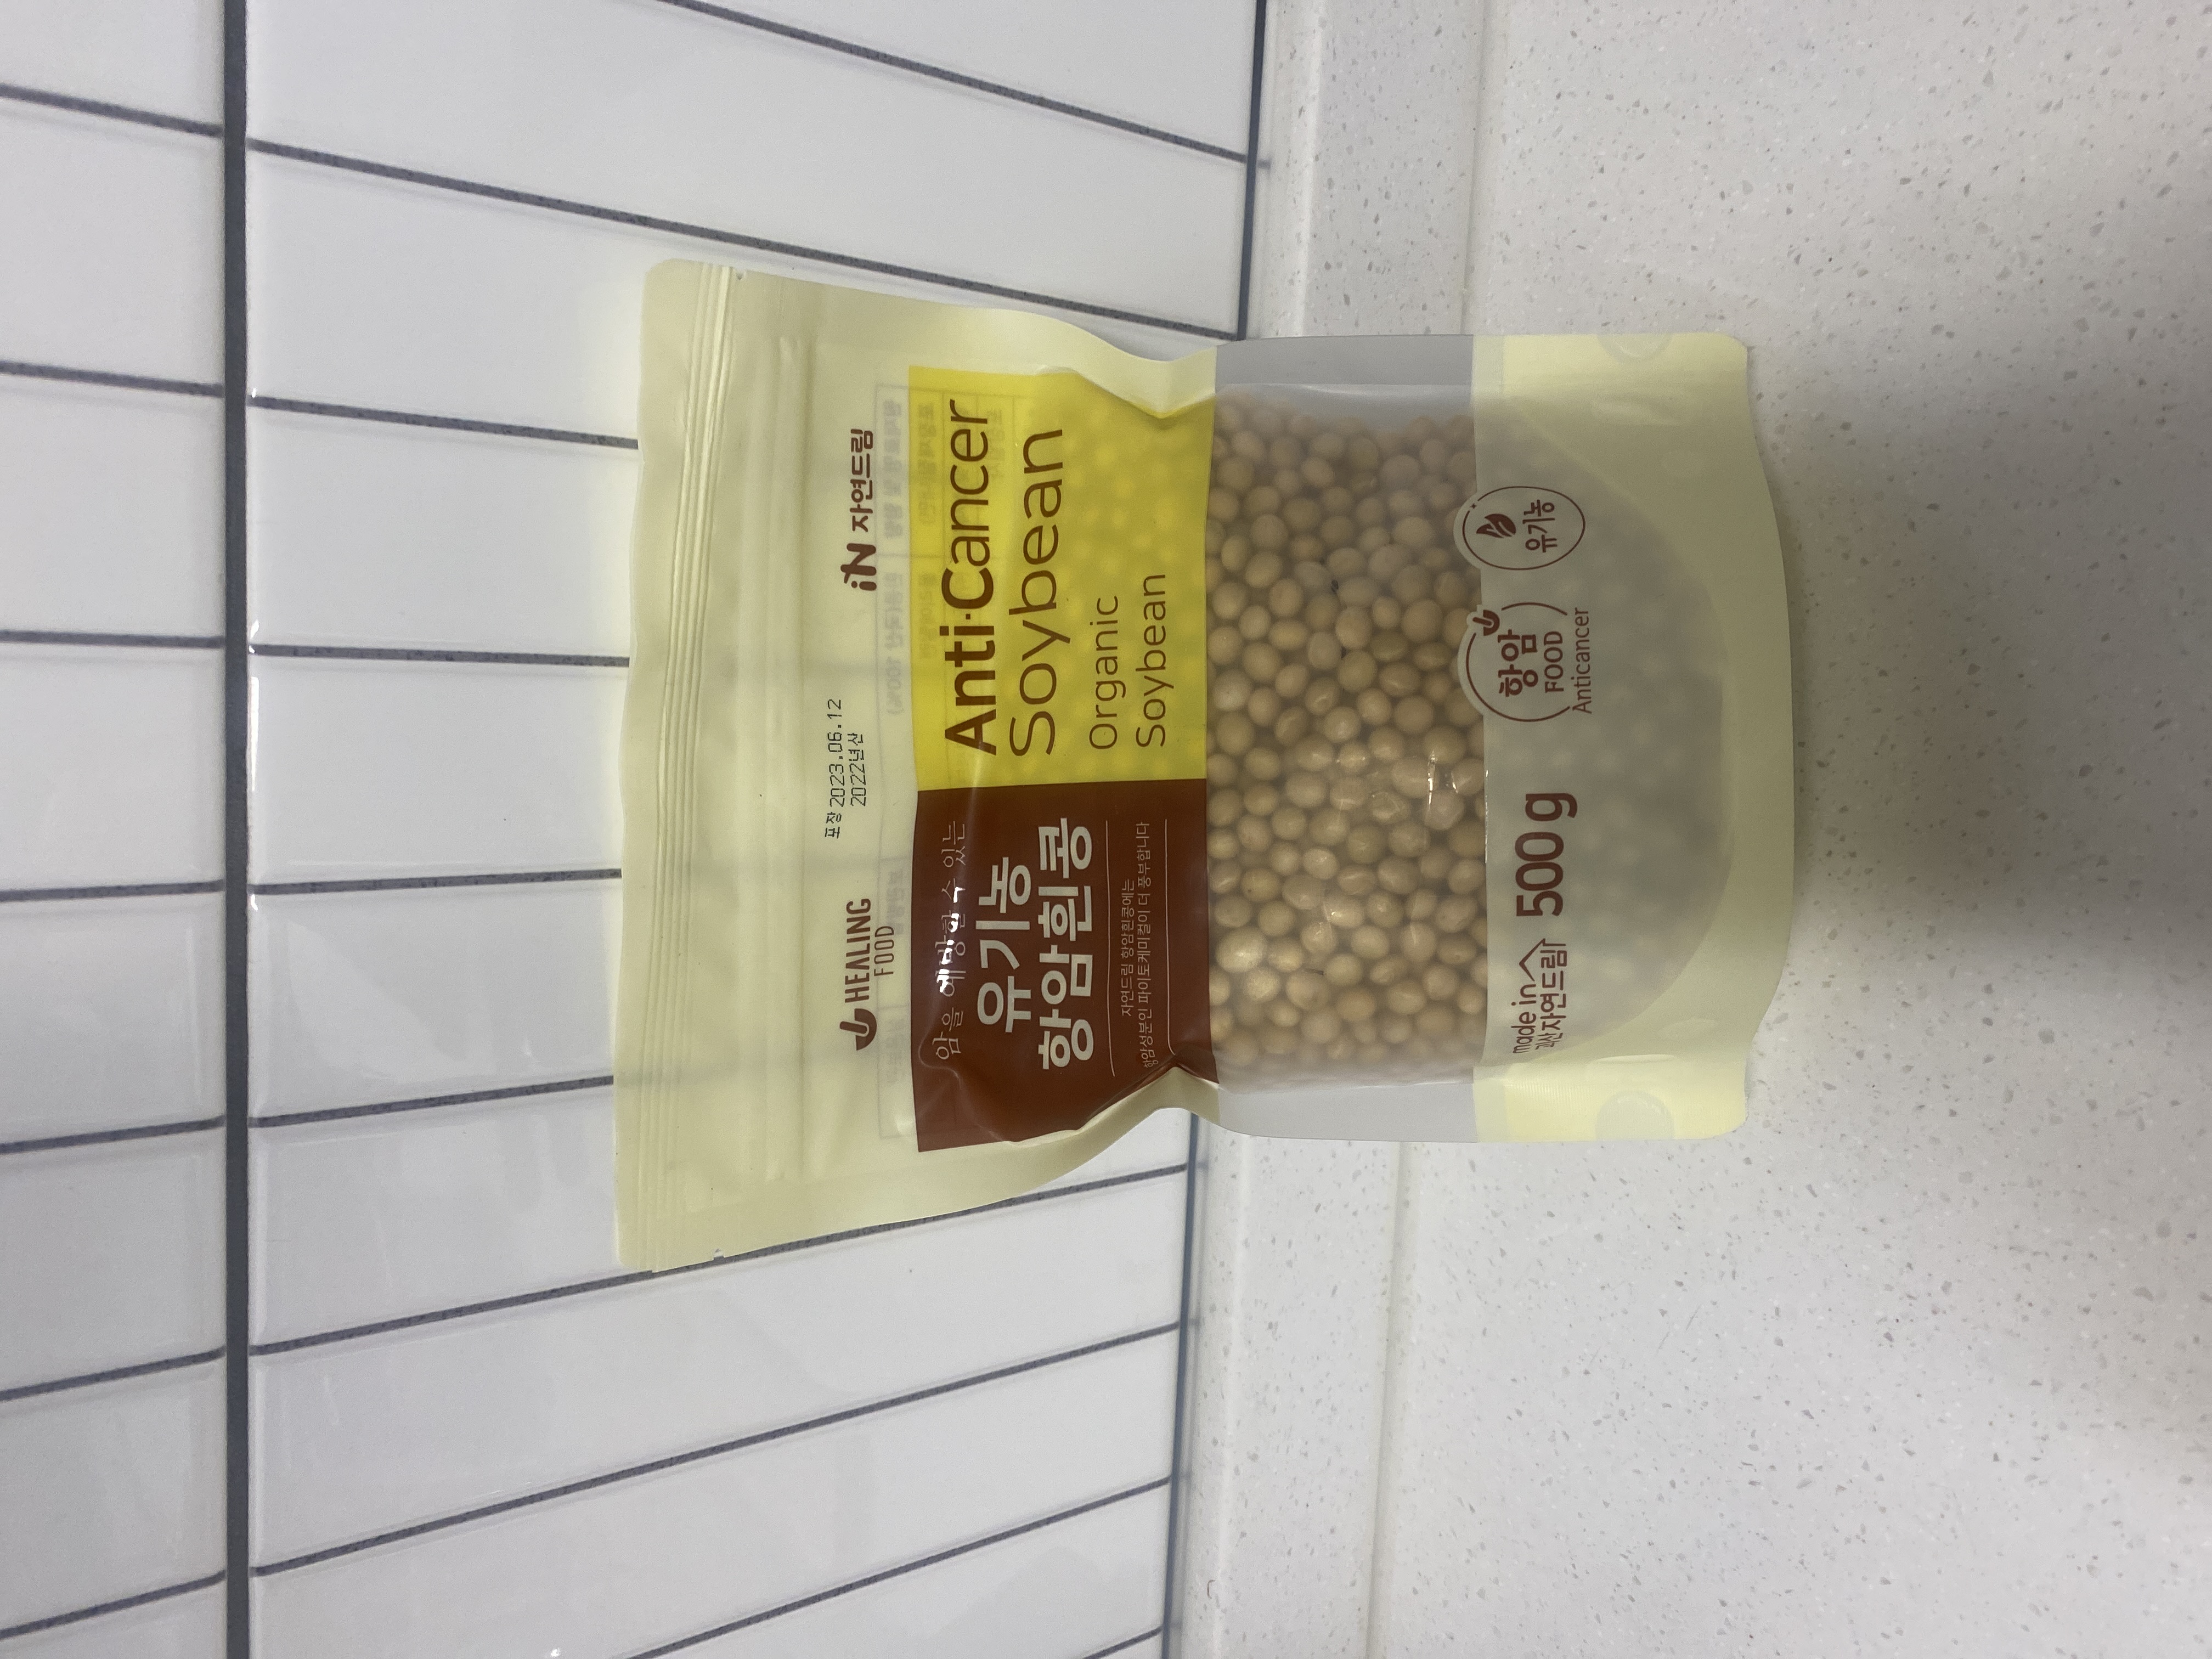 HEALING
FOOD
포장 2023.06.12
2022년산
iN 자연드림
암을 예방할 수 있는
유기농
항암흰콩
자연드림 항암흰콩에는
항암성분인 파이토케미컬이 더 풍부합니다
Anti·Cancer
Soybean
Organic
Soybean
made in
괴산자연드림
500 g
항암
FOOD
Anticancer
유기농